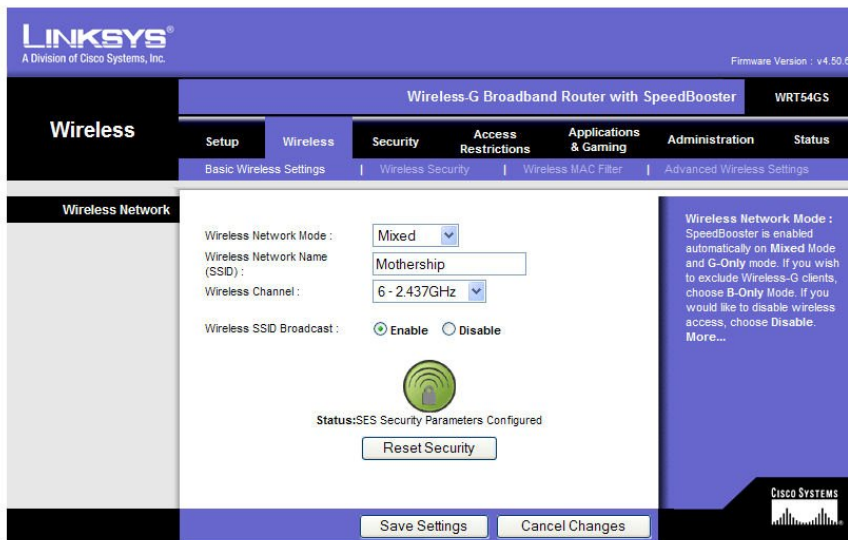 LINKSYS®
A Division of Cisco Systems, Inc.
Firmware Version : v4.50.6
Wireless-G Broadband Router with SpeedBooster
WRT54GS
Wireless
Setup
Wireless
Security
Access Restrictions
Applications & Gaming
Administration
Status
Basic Wireless Settings | Wireless Security | Wireless MAC Filter | Advanced Wireless Settings
Wireless Network
Wireless Network Mode :
Mixed
Wireless Network Name
(SSID) :
Mothership
Wireless Channel :
6 - 2.437GHz
Wireless SSID Broadcast :
Enable
Disable
Status:SES Security Parameters Configured
Reset Security
Wireless Network Mode :
SpeedBooster is enabled
automatically on Mixed Mode
and G-Only mode. If you wish
to exclude Wireless-G clients,
choose B-Only Mode. If you
would like to disable wireless
access, choose Disable.
More...
Save Settings
Cancel Changes
CISCO SYSTEMS